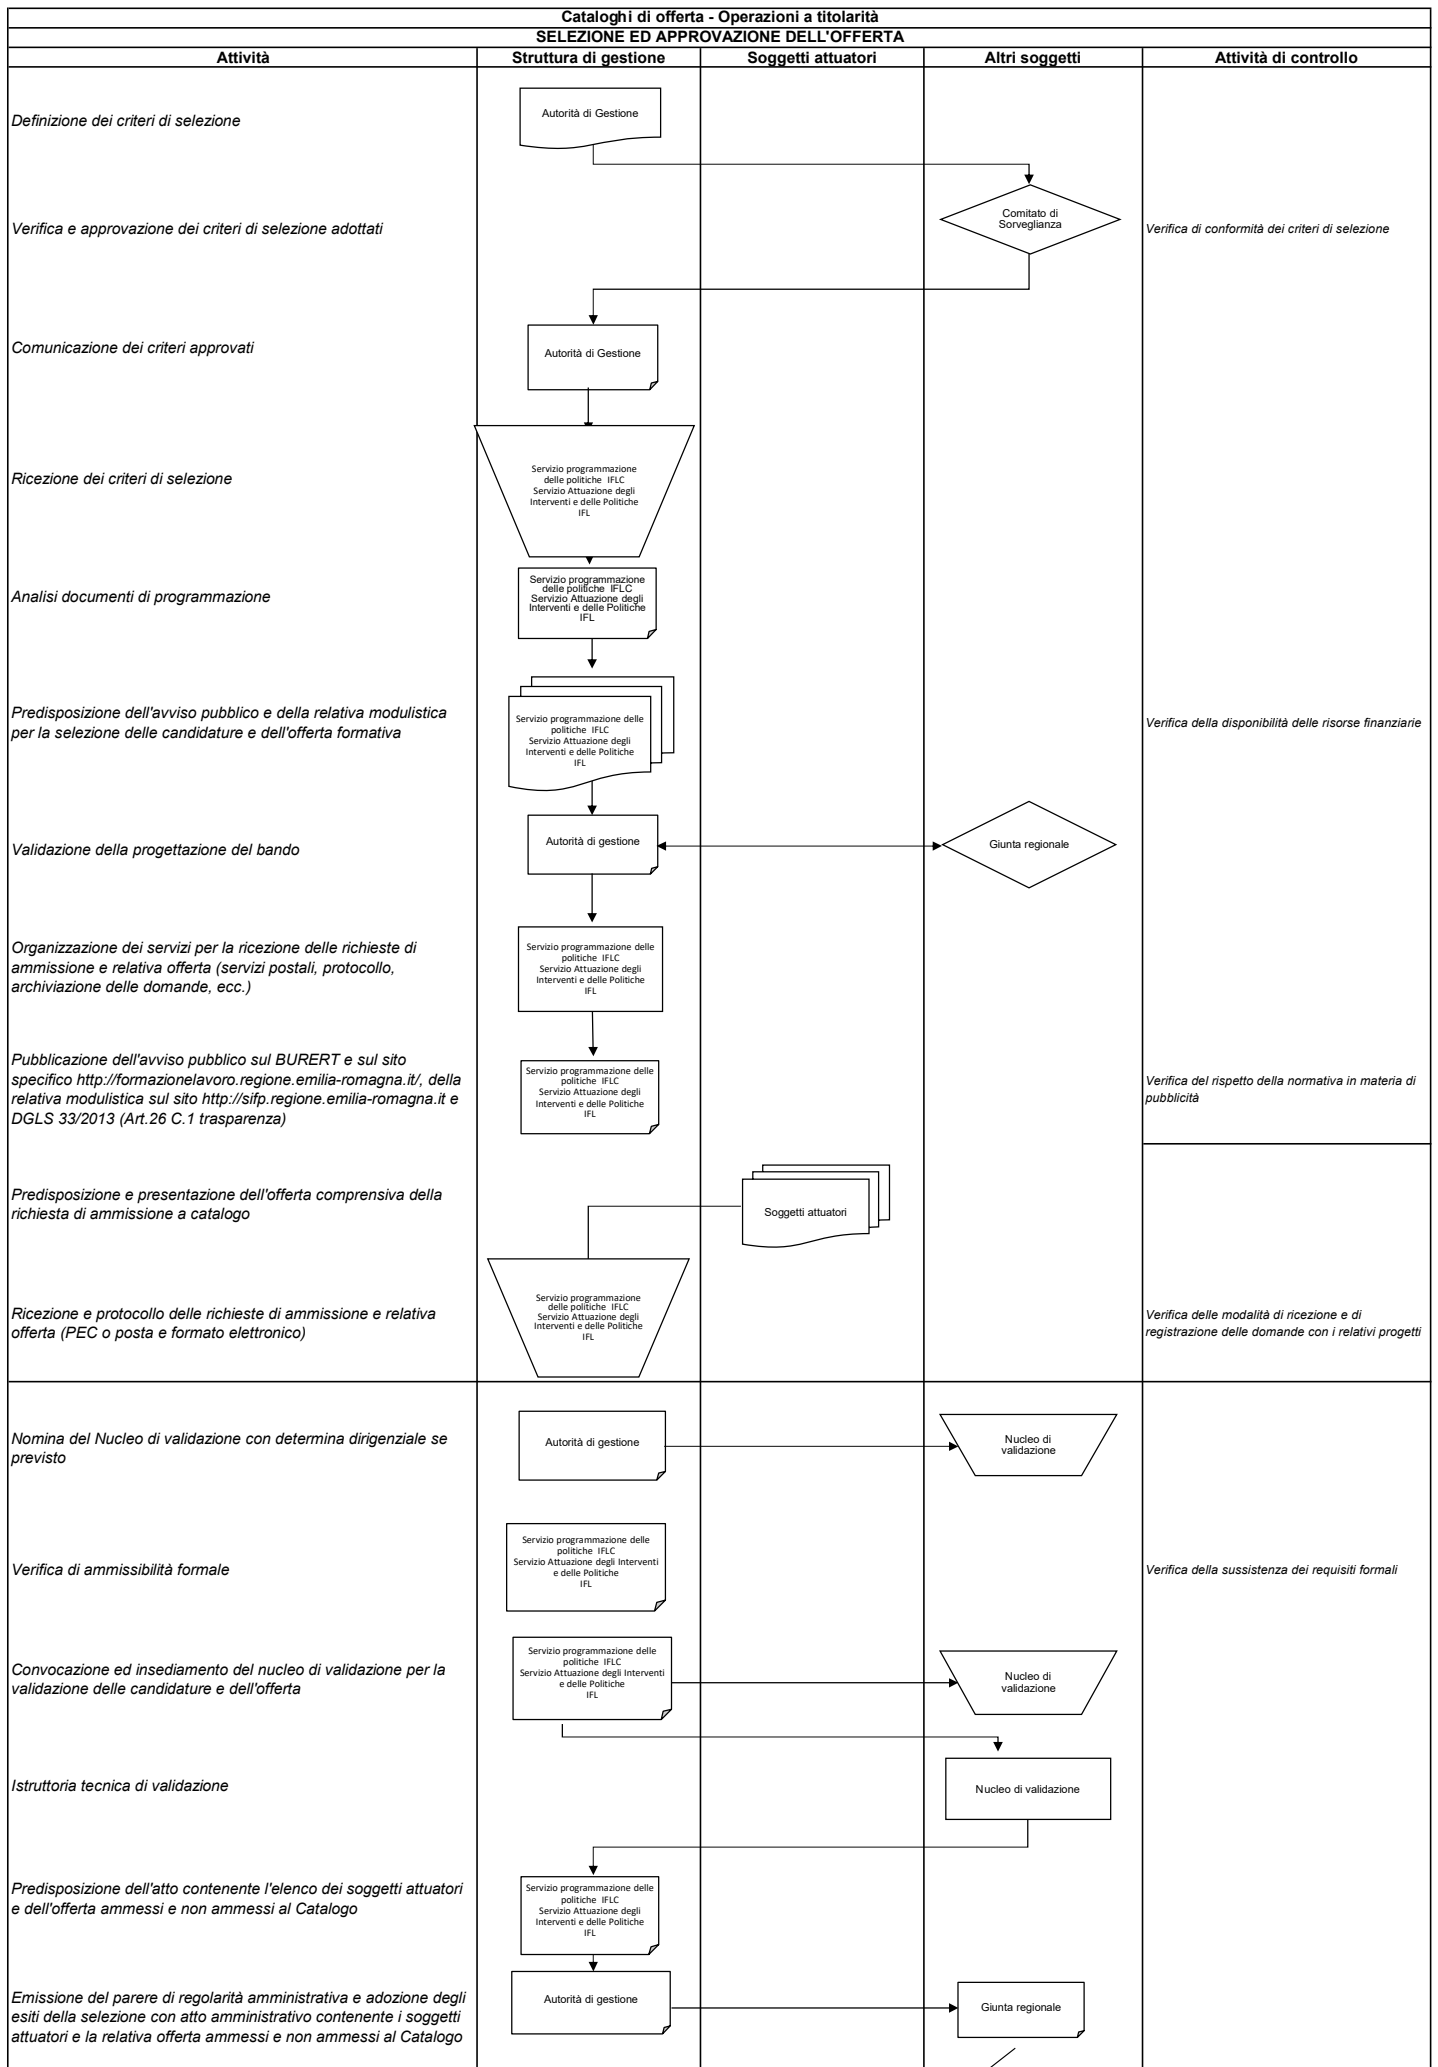 Cataloghi di offerta - Operazioni a titolarità
SELEZIONE ED APPROVAZIONE DELL'OFFERTA
Attività
Struttura di gestione
Soggetti attuatori
Altri soggetti
Attività di controllo
Definizione dei criteri di selezione
Autorità di Gestione
Verifica e approvazione dei criteri di selezione adottati
Comitato di
Sorveglianza
Verifica di conformità dei criteri di selezione
Comunicazione dei criteri approvati
Autorità di Gestione
Ricezione dei criteri di selezione
Servizio programmazione
delle politiche IFLC
Servizio Attuazione degli
Interventi e delle Politiche
IFL
Analisi documenti di programmazione
Servizio programmazione
delle politiche IFLC
Servizio Attuazione degli
Interventi e delle Politiche
IFL
Predisposizione dell'avviso pubblico e della relativa modulistica
per la selezione delle candidature e dell'offerta formativa
Servizio programmazione delle
politiche IFLC
Servizio Attuazione degli
Interventi e delle Politiche
IFL
Verifica della disponibilità delle risorse finanziarie
Validazione della progettazione del bando
Autorità di gestione
Giunta regionale
Organizzazione dei servizi per la ricezione delle richieste di
ammissione e relativa offerta (servizi postali, protocollo,
archiviazione delle domande, ecc.)
Servizio programmazione delle
politiche IFLC
Servizio Attuazione degli
Interventi e delle Politiche
IFL
Pubblicazione dell'avviso pubblico sul BURERT e sul sito
specifico http://formazionelavoro.regione.emilia-romagna.it/, della
relativa modulistica sul sito http://sifp.regione.emilia-romagna.it e
DGLS 33/2013 (Art.26 C.1 trasparenza)
Servizio programmazione delle
politiche IFLC
Servizio Attuazione degli
Interventi e delle Politiche
IFL
Verifica del rispetto della normativa in materia di
pubblicità
Predisposizione e presentazione dell'offerta comprensiva della
richiesta di ammissione a catalogo
Soggetti attuatori
Ricezione e protocollo delle richieste di ammissione e relativa
offerta (PEC o posta e formato elettronico)
Servizio programmazione
delle politiche IFLC
Servizio Attuazione degli
Interventi e delle Politiche
IFL
Verifica delle modalità di ricezione e di
registrazione delle domande con i relativi progetti
Nomina del Nucleo di validazione con determina dirigenziale se
previsto
Autorità di gestione
Nucleo di
validazione
Verifica di ammissibilità formale
Servizio programmazione delle
politiche IFLC
Servizio Attuazione degli Interventi
e delle Politiche
IFL
Verifica della sussistenza dei requisiti formali
Convocazione ed insediamento del nucleo di validazione per la
validazione delle candidature e dell'offerta
Servizio programmazione delle
politiche IFLC
Servizio Attuazione degli Interventi
e delle Politiche
IFL
Nucleo di
validazione
Istruttoria tecnica di validazione
Nucleo di validazione
Predisposizione dell'atto contenente l'elenco dei soggetti attuatori
e dell'offerta ammessi e non ammessi al Catalogo
Servizio programmazione delle
politiche IFLC
Servizio Attuazione degli
Interventi e delle Politiche
IFL
Emissione del parere di regolarità amministrativa e adozione degli
esiti della selezione con atto amministrativo contenente i soggetti
attuatori e la relativa offerta ammessi e non ammessi al Catalogo
Autorità di gestione
Giunta regionale